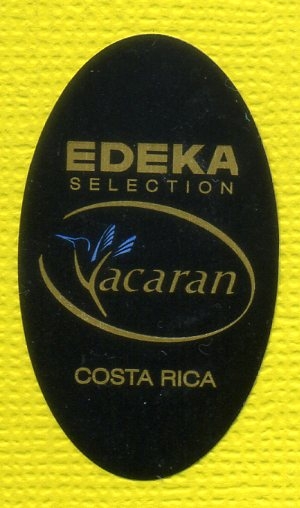 EDEKA
SELECTION
Yacaran
COSTA RICA